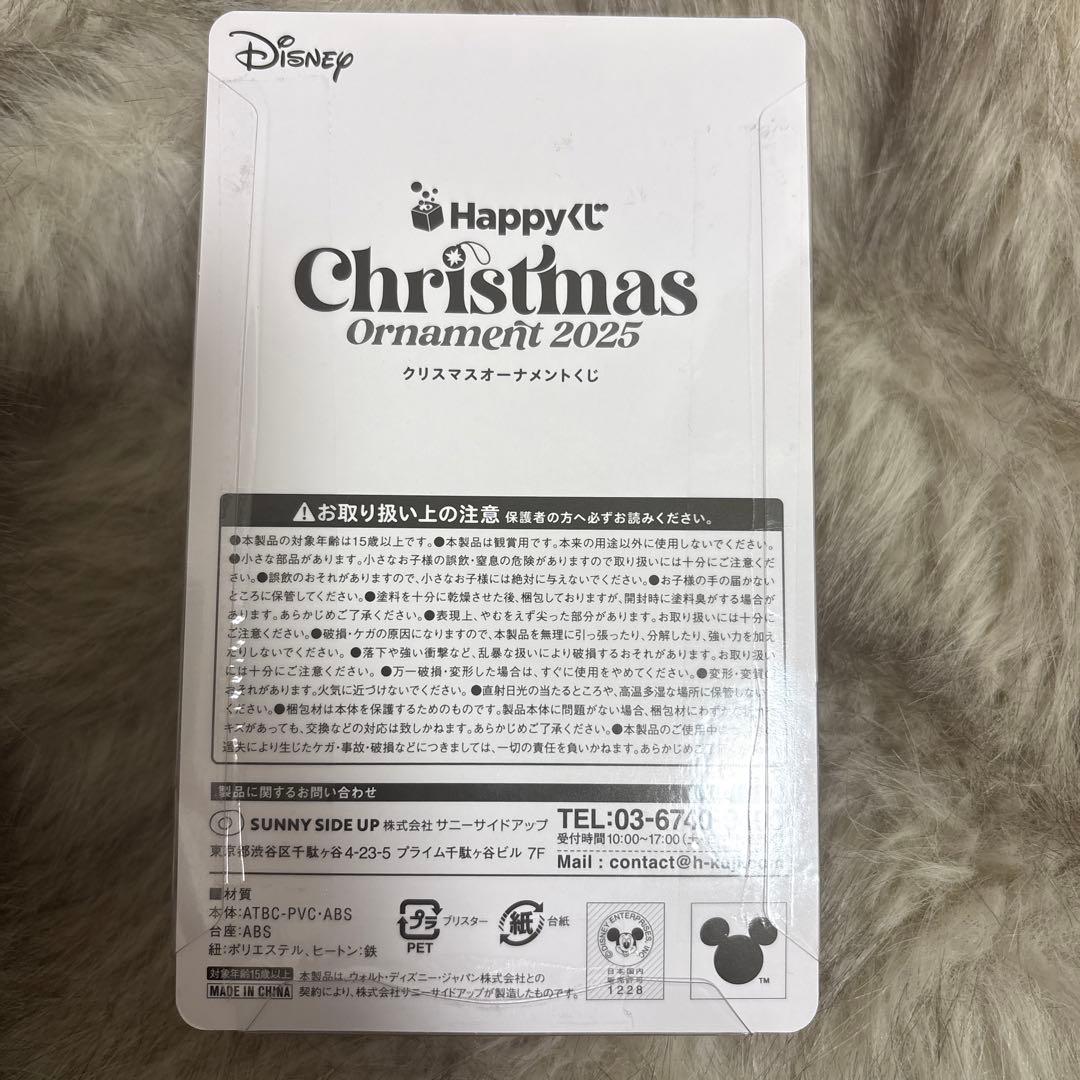 Disney
Happyくじ
Christmas
Ornament 2025
クリスマスオーナメントくじ
お取り扱い上の注意 保護者の方へ必ずお読みください。
●本製品の対象年齢は15歳以上です。●本製品は観賞用です。本来の用途以外に使用しないでください。
●小さな部品があります。小さなお子様の誤飲・窒息の危険がありますので取り扱いには十分にご注意くだ
さい。●誤飲のおそれがありますので、小さなお子様には絶対に与えないでください。●お子様の手の届かない
ところに保管してください。●塗料を十分に乾燥させた後、梱包しておりますが、開封時に塗料臭がする場合が
あります。あらかじめご了承ください。●表現上、やむをえず尖った部分があります。お取り扱いには十分に
ご注意ください。●破損・ケガの原因になりますので、本製品を無理に引っ張ったり、分解したり、強い力を加え
たりしないでください。●落下や強い衝撃など、乱暴な扱いにより破損するおそれがあります。お取り扱い
には十分にご注意ください。●万一破損・変形した場合は、すぐに使用をやめてください。●変形・変質の
おそれがあります。火気に近づけないでください。●直射日光の当たるところや、高温多湿な場所に保管しない
ください。●梱包材は本体を保護するためのものです。製品本体に問題がない場合、梱包材にわずかな
キズがあっても、交換などの対応は致しかねます。あらかじめご了承ください。●本製品のご使用中
過失により生じたケガ・事故・破損などにつきましては、一切の責任を負いかねます。あらかじめご了承ください
製品に関するお問い合わせ
SUNNY SIDE UP 株式会社 サニーサイドアップ
東京都渋谷区千駄ヶ谷4-23-5 プライム千駄ヶ谷ビル 7F
TEL:03-6740
受付時間10:00~17:00
Mail : contact@h-kuji.com
■材質
本体:ATBC-PVC・ABS
台座:ABS
紐:ポリエステル、ヒートン:鉄
プラ
PET
ブリスター
紙
台紙
対象年齢15歳以上
MADE IN CHINA
本製品は、ウォルト・ディズニー・ジャパン株式会社との
契約により、株式会社サニーサイドアップが製造したものです。
©DISNEY ENTERPRISES, INC.
日本国内
販売許可
1228
TM